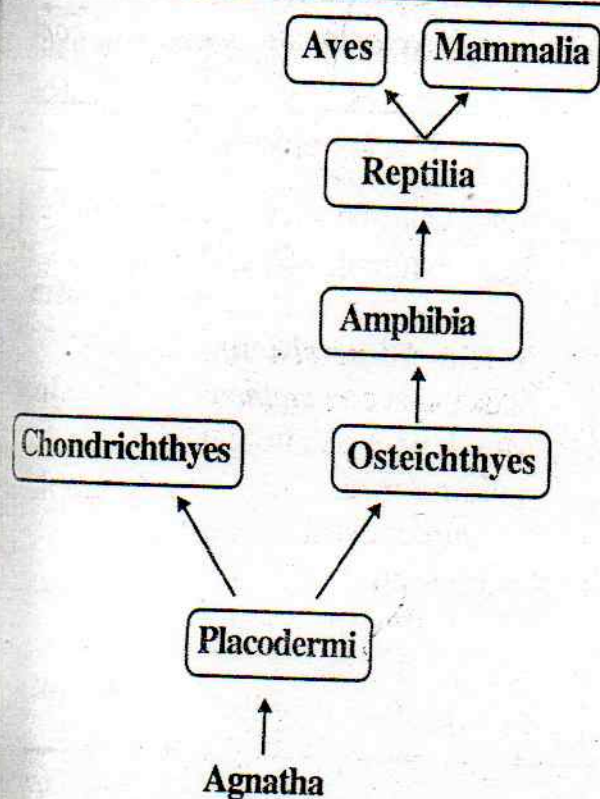 Aves Mammalia
Reptilia
Amphibia
Chondrichthyes Osteichthyes
Placodermi
Agnatha